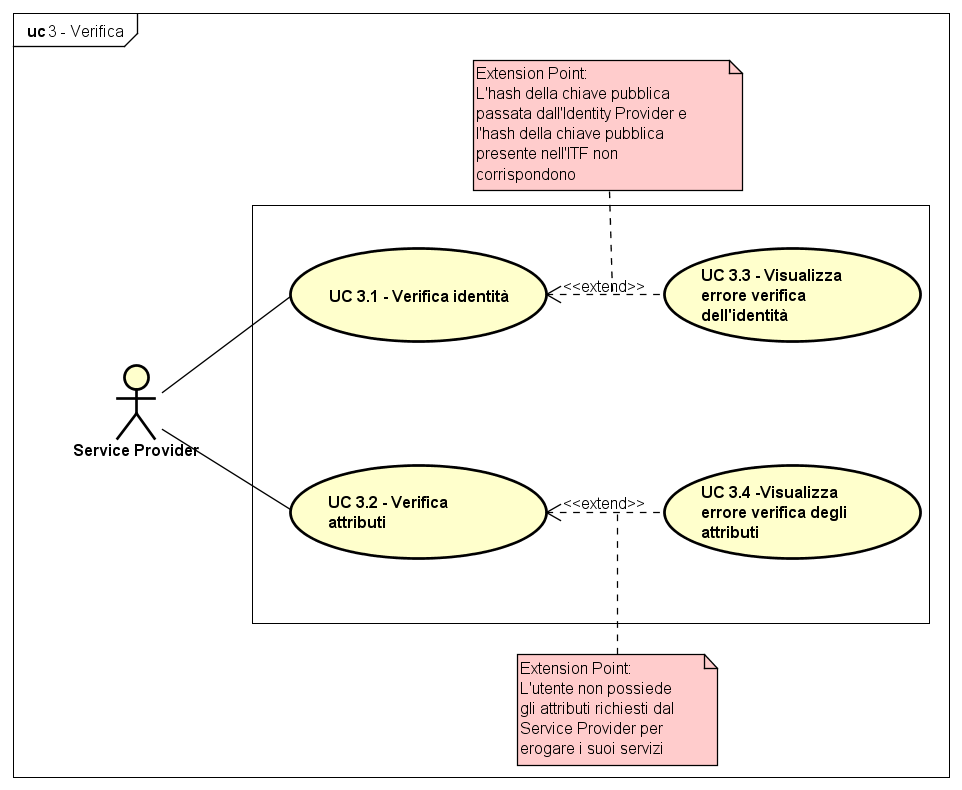 uc 3 - Verifica
Extension Point:
L'hash della chiave pubblica
passata dall'Identity Provider e
l'hash della chiave pubblica
presente nell'ITF non
corrispondono
UC 3.1 - Verifica identità
<<extend>>
UC 3.3 - Visualizza
errore verifica
dell'identità
Service Provider
UC 3.2 - Verifica
attributi
<<extend>>
UC 3.4 -Visualizza
errore verifica degli
attributi
Extension Point:
L'utente non possiede
gli attributi richiesti dal
Service Provider per
erogare i suoi servizi